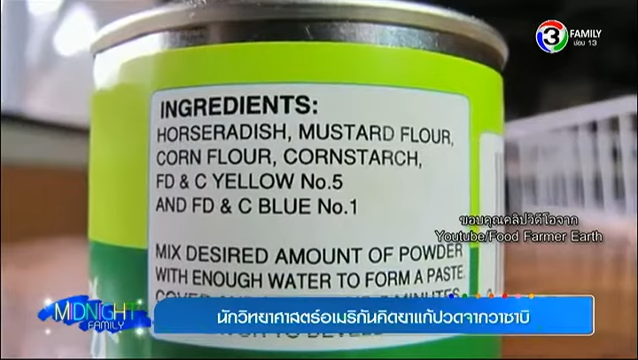 3 FAMILY
ช่อง 13
INGREDIENTS:
HORSERADISH, MUSTARD FLOUR,
CORN FLOUR, CORNSTARCH,
FD & C YELLOW No.5
AND FD & C BLUE No.1
ขอบคุณคลิปวิดีโอจาก
Youtube/Food Farmer Earth
MIX DESIRED AMOUNT OF POWDER
WITH ENOUGH WATER TO FORM A PASTE.
MINUTES
MIDNIGHT
FAMILY
นักวิทยาศาสตร์อเมริกันคิดยาแก้ปวดจากวาซาบิ